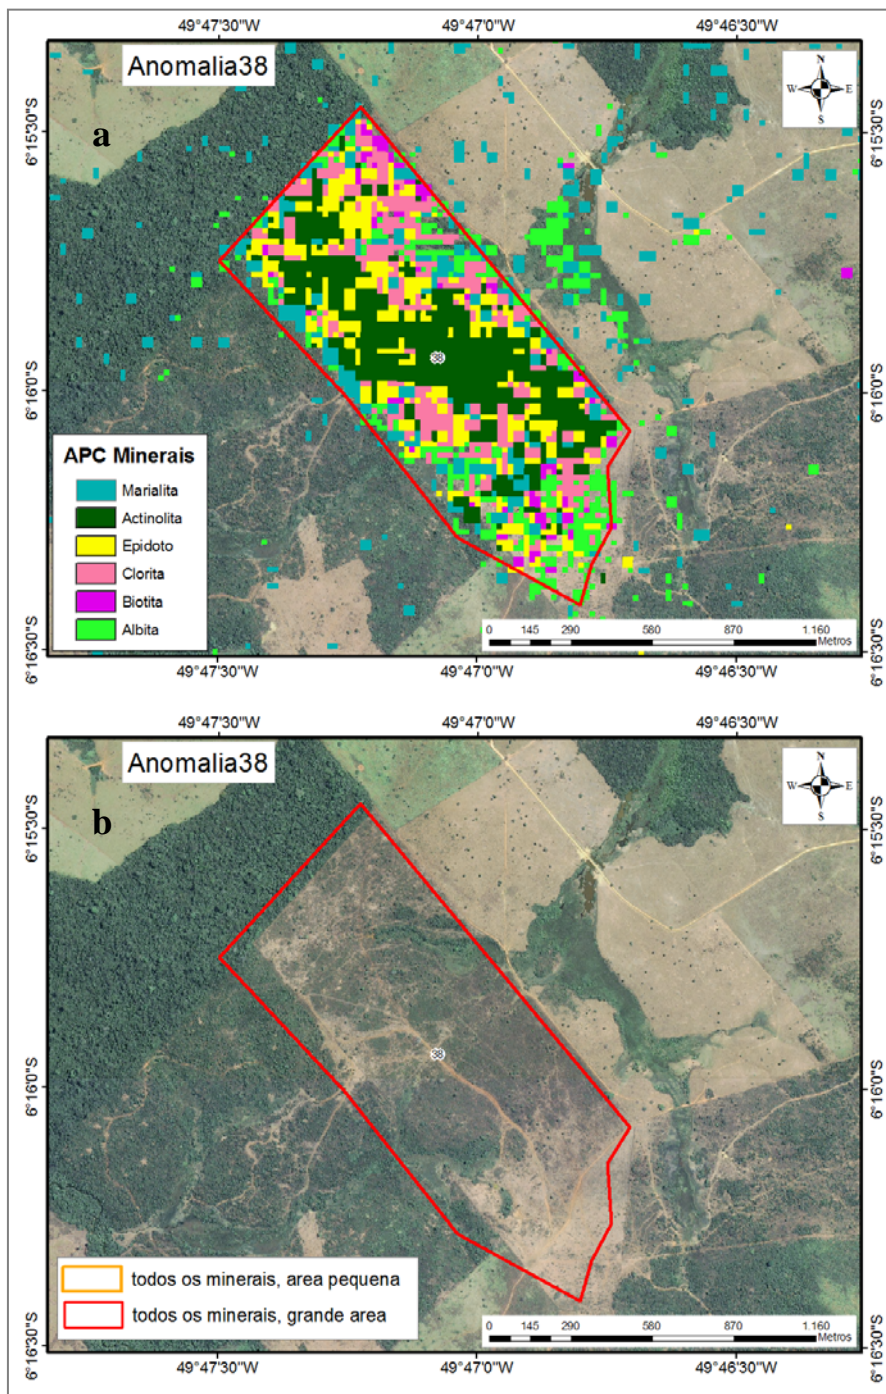 49°47'30"W 49°47'0"W 49°46'30"W
Anomalia38
N
W E
S
a
6°15'30"S 6°15'30"S
38
6°16'0"S 6°16'0"S
APC Minerais
Marialita
Actinolita
Epidoto
Clorita
Biotita
Albita
0 145 290 580 870 1.160
Metros
6°16'30"S 6°16'30"S
49°47'30"W 49°47'0"W 49°46'30"W
49°47'30"W 49°47'0"W 49°46'30"W
Anomalia38
N
W E
S
b
6°15'30"S 6°15'30"S
38
6°16'0"S 6°16'0"S
todos os minerais, area pequena
todos os minerais, grande area
0 145 290 580 870 1.160
Metros
6°16'30"S 6°16'30"S
49°47'30"W 49°47'0"W 49°46'30"W